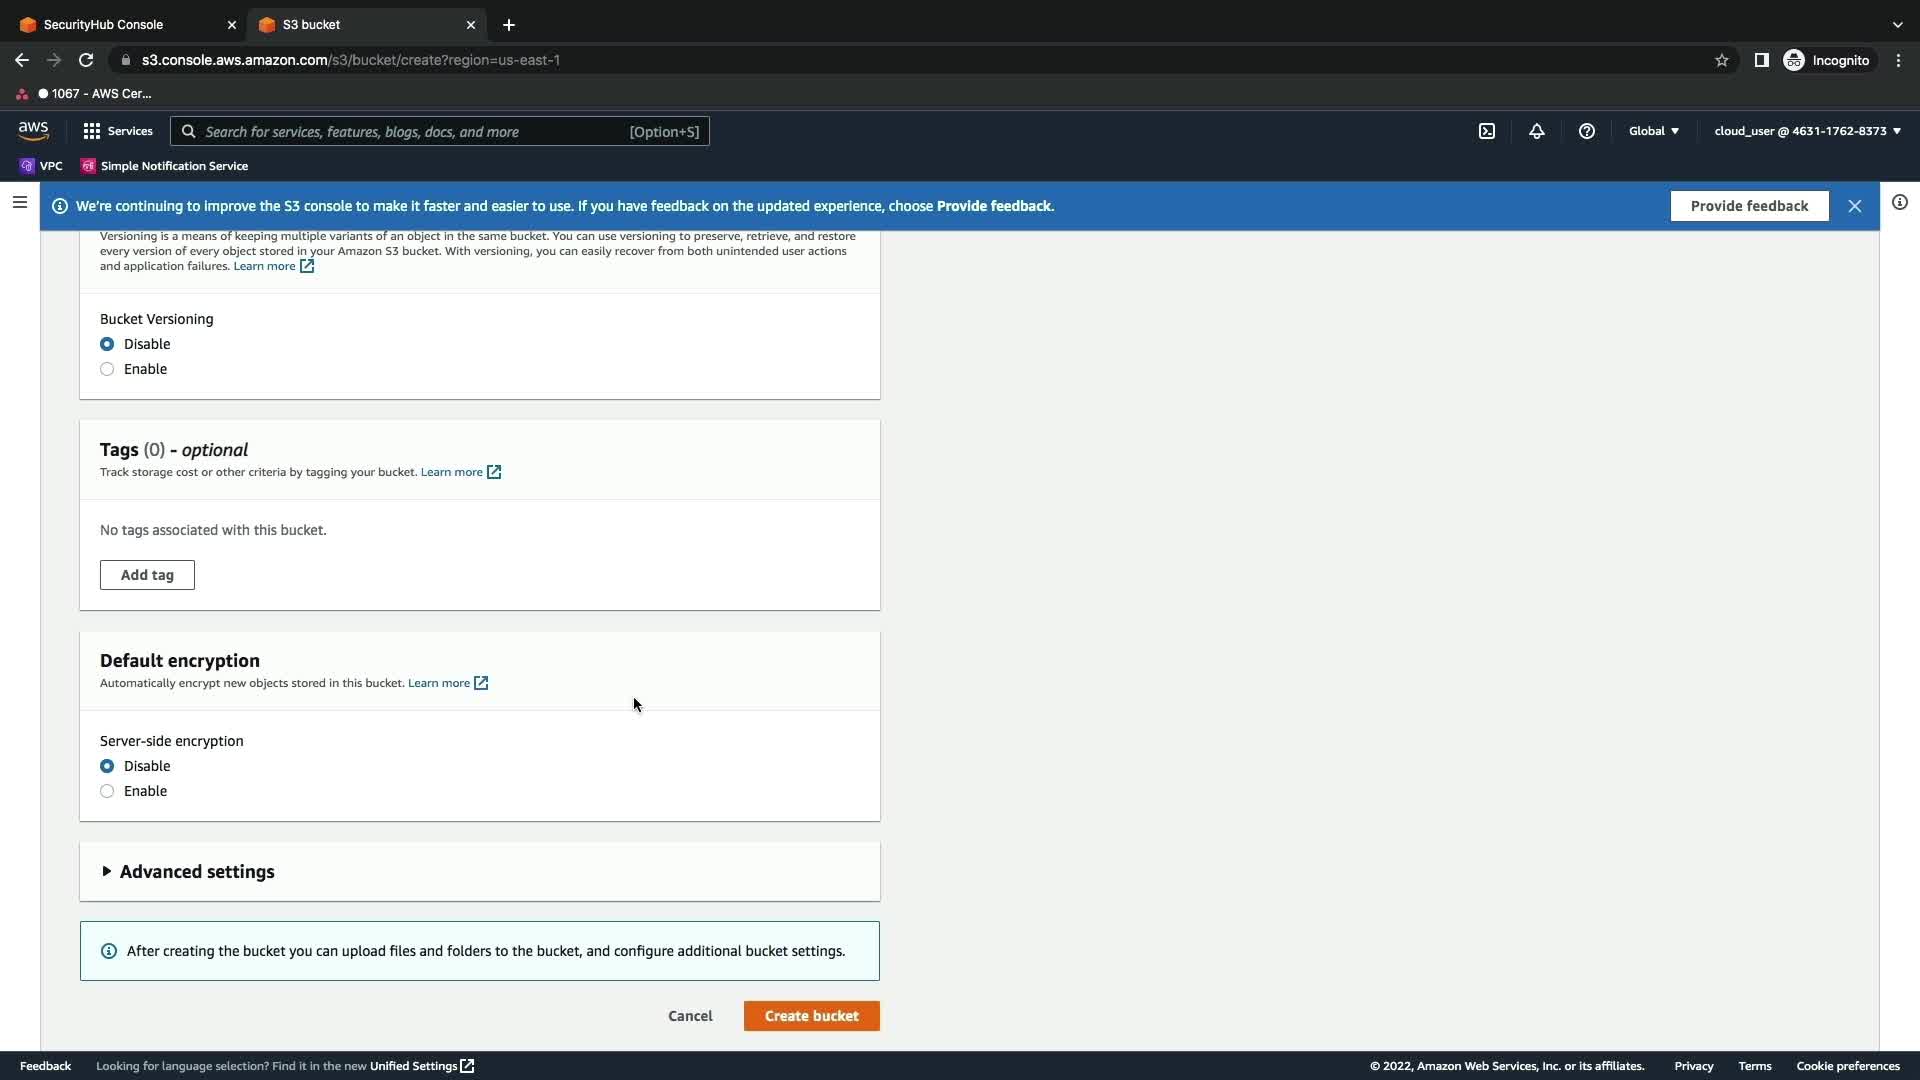 SecurityHub Console
S3 bucket
s3.console.aws.amazon.com/s3/bucket/create?region=us-east-1
Incognito
1067 - AWS Cer...
aws
Services
Search for services, features, blogs, docs, and more
[Option+S]
Global
cloud_user @ 4631-1762-8373
VPC
Simple Notification Service
We're continuing to improve the S3 console to make it faster and easier to use. If you have feedback on the updated experience, choose Provide feedback.
Provide feedback
Versioning is a means of keeping multiple variants of an object in the same bucket. You can use versioning to preserve, retrieve, and restore
every version of every object stored in your Amazon S3 bucket. With versioning, you can easily recover from both unintended user actions
and application failures. Learn more
Bucket Versioning
Disable
Enable
Tags (0) - optional
Track storage cost or other criteria by tagging your bucket. Learn more
No tags associated with this bucket.
Add tag
Default encryption
Automatically encrypt new objects stored in this bucket. Learn more
Server-side encryption
Disable
Enable
Advanced settings
After creating the bucket you can upload files and folders to the bucket, and configure additional bucket settings.
Cancel
Create bucket
Feedback
Looking for language selection? Find it in the new Unified Settings
© 2022, Amazon Web Services, Inc. or its affiliates.
Privacy
Terms
Cookie preferences